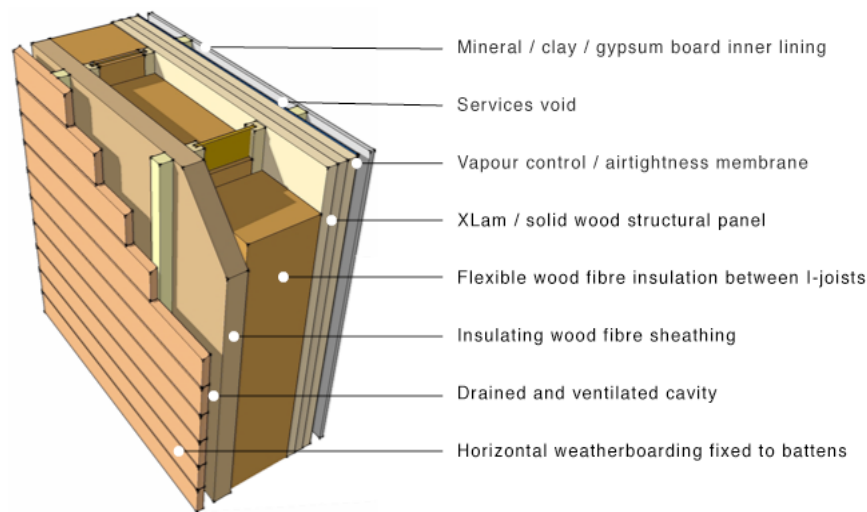 Mineral / clay / gypsum board inner lining
Services void
Vapour control / airtightness membrane
XLam / solid wood structural panel
Flexible wood fibre insulation between I-joists
Insulating wood fibre sheathing
Drained and ventilated cavity
Horizontal weatherboarding fixed to battens